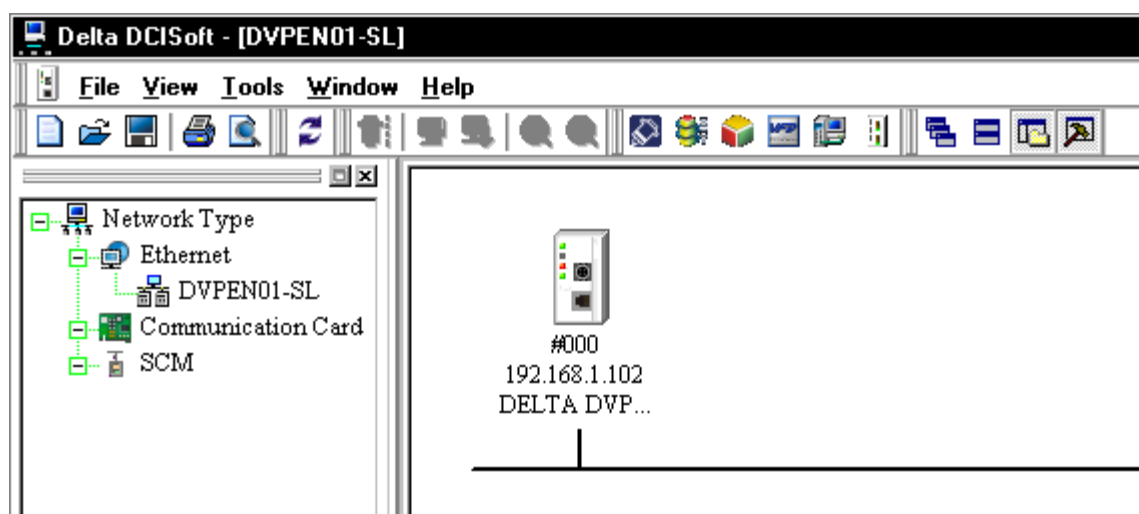 Delta DCISoft - [DVPEN01-SL]
File View Tools Window Help
Network Type
Ethernet
DVPEN01-SL
Communication Card
SCM
#000
192.168.1.102
DELTA DVP...